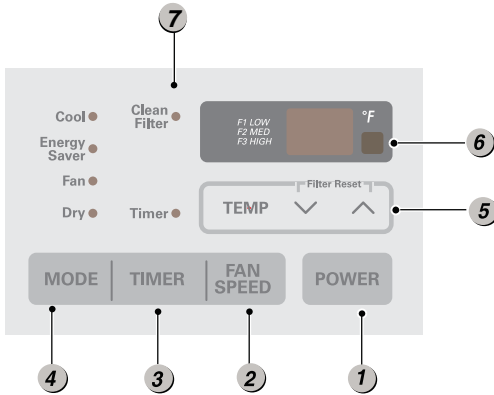 7
Cool
Clean
Filter
F1 LOW
F2 MED
F3 HIGH
°F
6
Energy
Saver
Fan
Filter Reset
Dry
Timer
TEMP
5
MODE
TIMER
FAN
SPEED
POWER
4
3
2
1